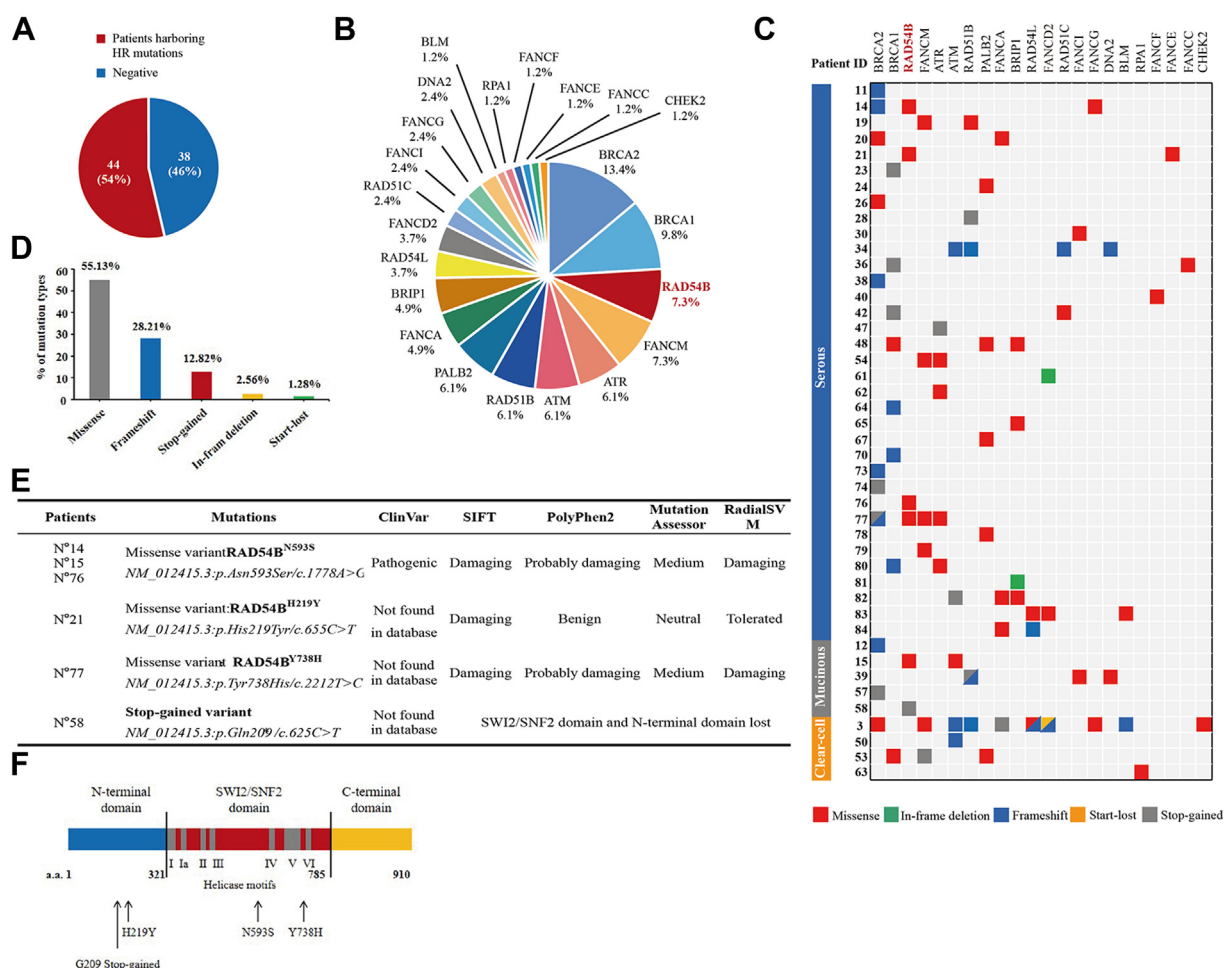 A
Patients harboring
HR mutations
Negative
44
(54%)
38
(46%)
B
BLM
1.2%
DNA2
2.4%
FANCG
2.4%
FANCI
2.4%
RAD51C
2.4%
FANCD2
3.7%
RAD54L
3.7%
BRIP1
4.9%
FANCA
4.9%
PALB2
6.1%
RAD51B
6.1%
ATM
6.1%
ATR
6.1%
FANCM
7.3%
RAD54B
7.3%
BRCA1
9.8%
BRCA2
13.4%
CHEK2
1.2%
FANCC
1.2%
FANCE
1.2%
FANCF
1.2%
RPA1
1.2%
C
Patient ID
BRCA2
BRCA1
RAD54B
FANCM
ATR
ATM
RAD51B
PALB2
FANCA
BRIP1
RAD54L
FANCD2
RAD51C
FANCI
FANCG
DNA2
BLM
RPA1
FANCF
FANCE
FANCC
CHEK2
Serous
11
14
19
20
21
23
24
26
28
30
34
36
38
40
42
47
48
54
61
62
64
65
67
70
73
74
76
77
78
79
80
81
82
83
84
Mucinous
12
15
39
57
58
Clear-cell
3
50
53
63
Missense
In-frame deletion
Frameshift
Start-lost
Stop-gained
D
% of mutation types
60
50
40
30
20
10
0
55.13%
28.21%
12.82%
2.56%
1.28%
Missense
Frameshift
Stop-gained
In-fram deletion
Start-lost
E
Patients Mutations ClinVar SIFT PolyPhen2 Mutation Assessor RadialSV M
N°14
N°15
N°76
Missense variantRAD54B N593S
NM_012415.3:p.Asn593Ser/c.1778A>G
Pathogenic Damaging Probably damaging Medium Damaging
N°21
Missense variant:RAD54B H219Y
NM_012415.3:p.His219Tyr/c.655C>T
Not found
in database
Damaging Benign Neutral Tolerated
N°77
Missense variant RAD54B Y738H
NM_012415.3:p.Tyr738His/c.2212T>C
Not found
in database
Damaging Probably damaging Medium Damaging
N°58
Stop-gained variant
NM_012415.3:p.Gln209/c.625C>T
Not found
in database
SWI2/SNF2 domain and N-terminal domain lost
F
N-terminal
domain
SWI2/SNF2
domain
C-terminal
domain
I Ia II III IV V VI
a.a. 1 321 785 910
Helicase motifs
H219Y N593S Y738H
G209 Stop-gained